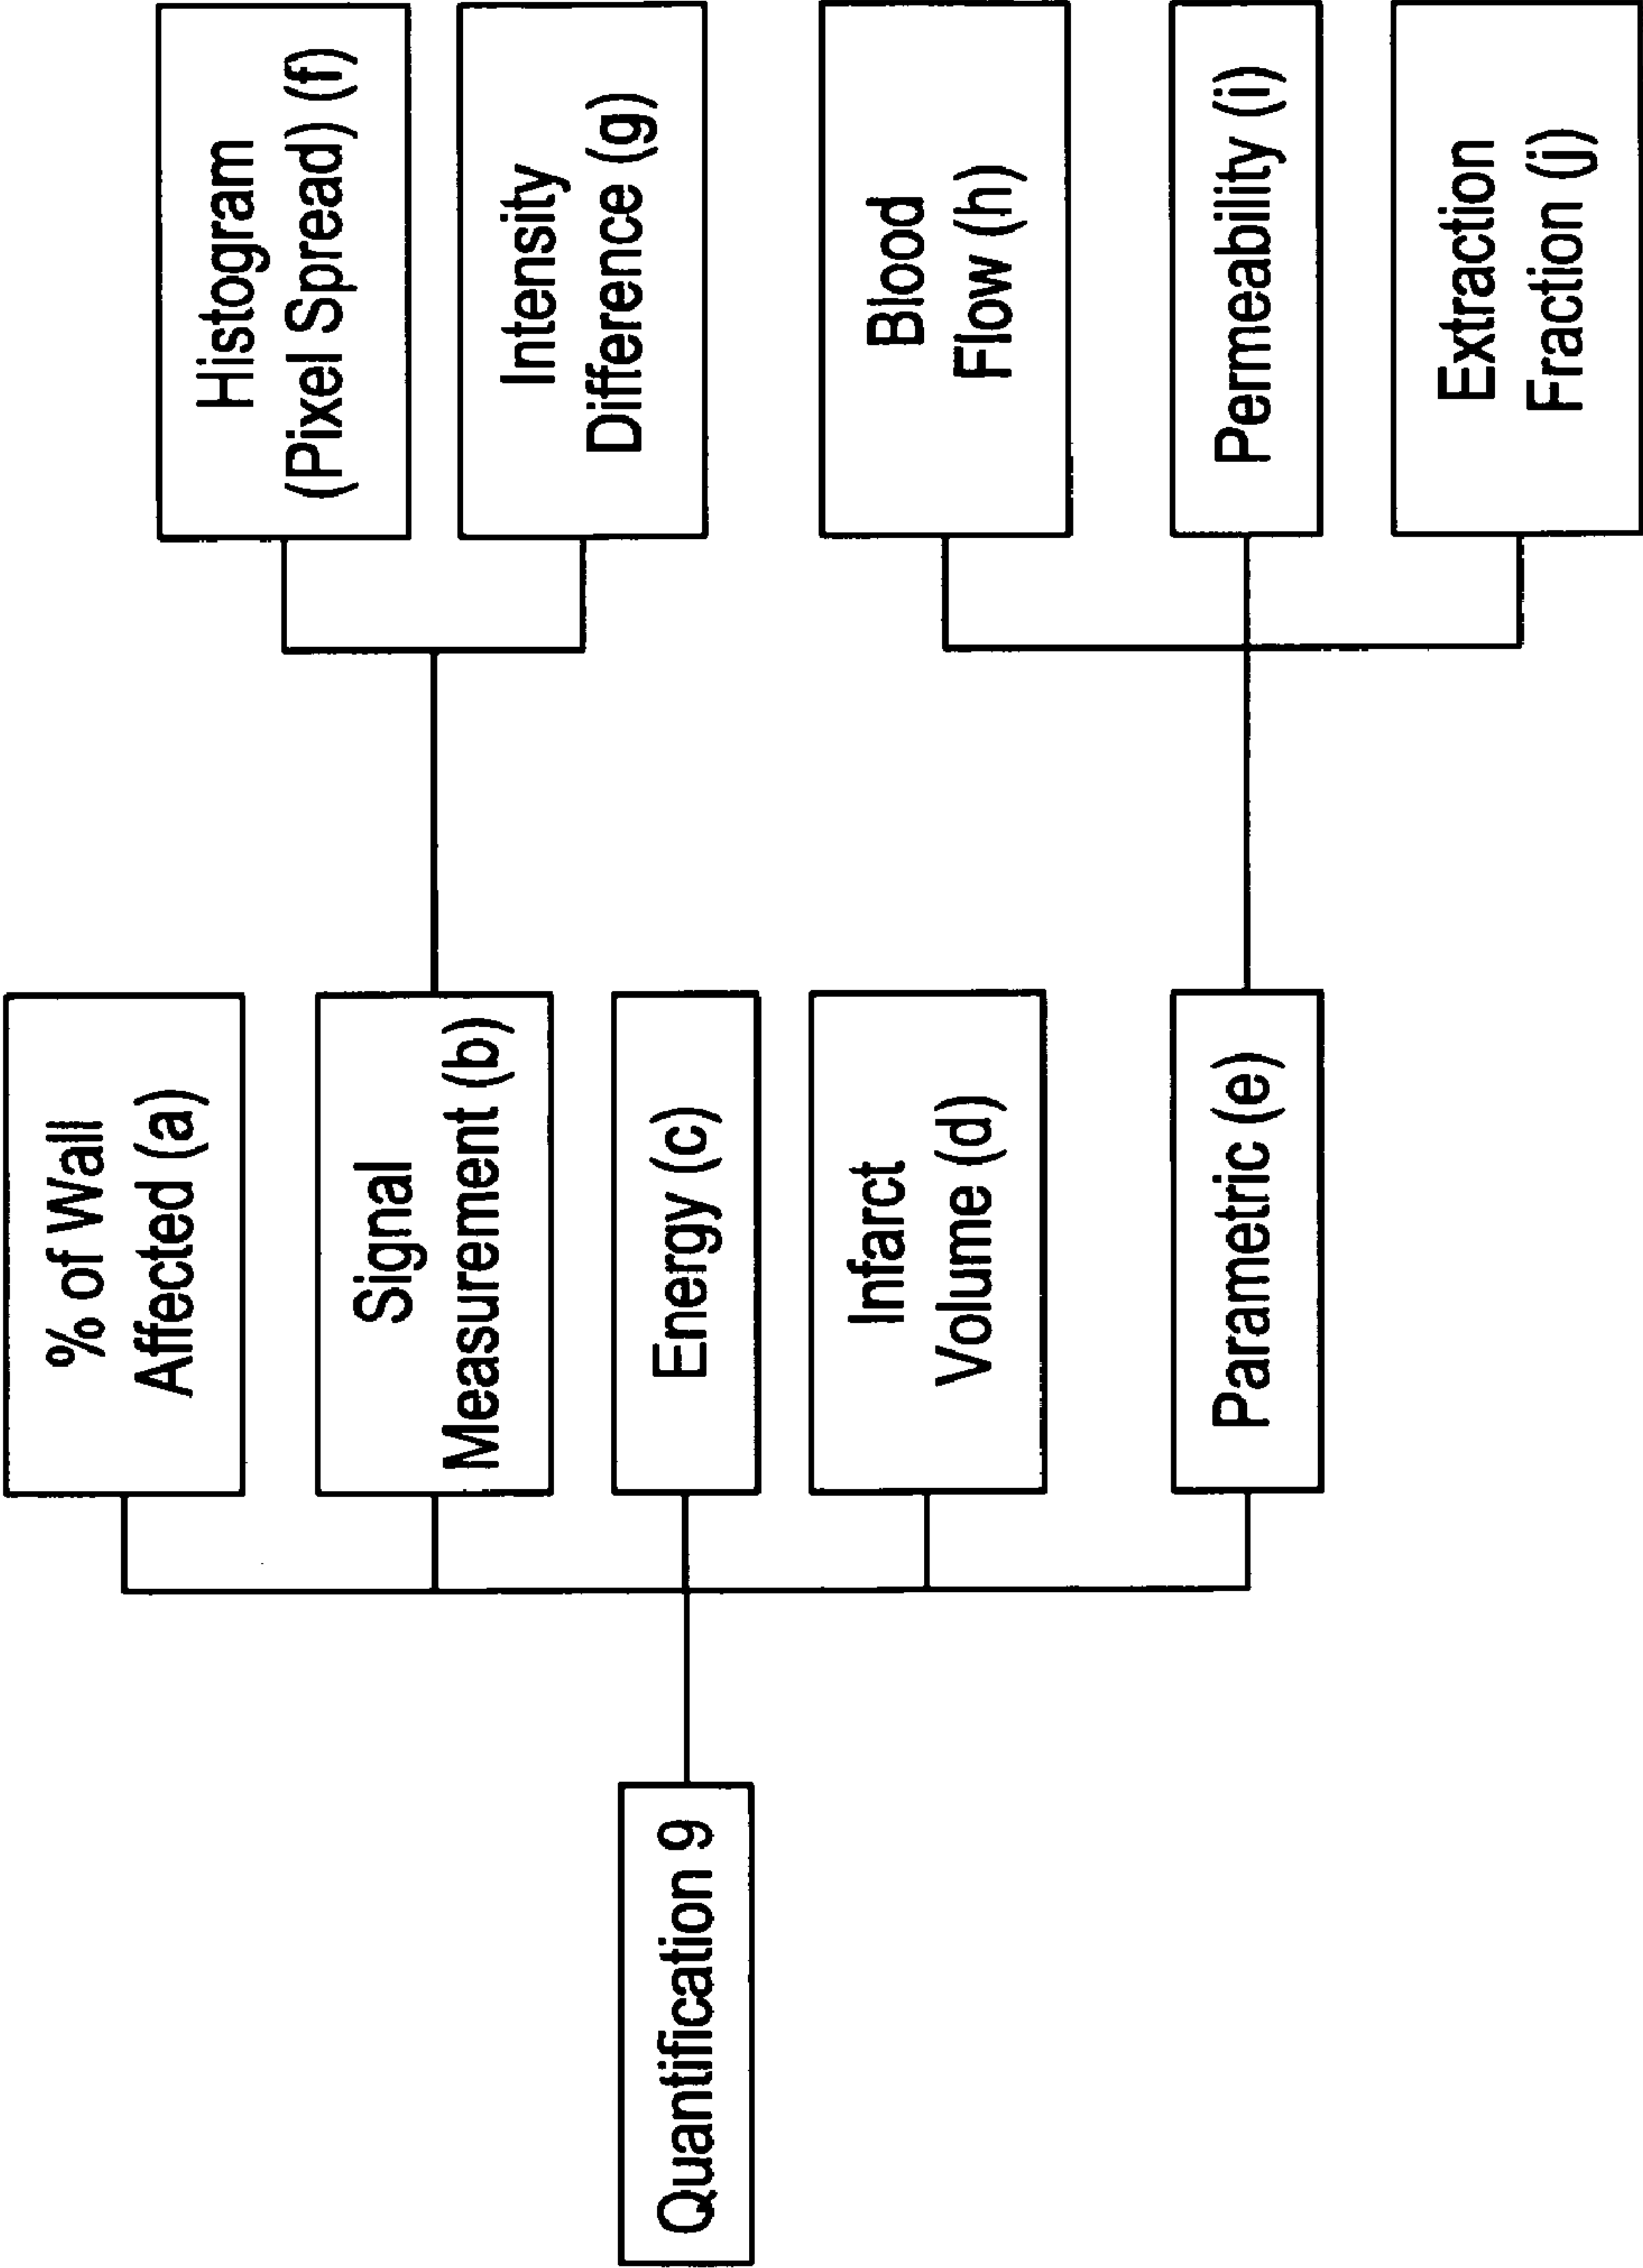 Quantification 9
% of Wall
Affected (a)
Signal
Measurement (b)
Energy (c)
Infarct
Volume (d)
Parametric (e)
Histogram
(Pixel Spread) (f)
Intensity
Difference (g)
Blood
Flow (h)
Permeability (i)
Extraction
Fraction (j)